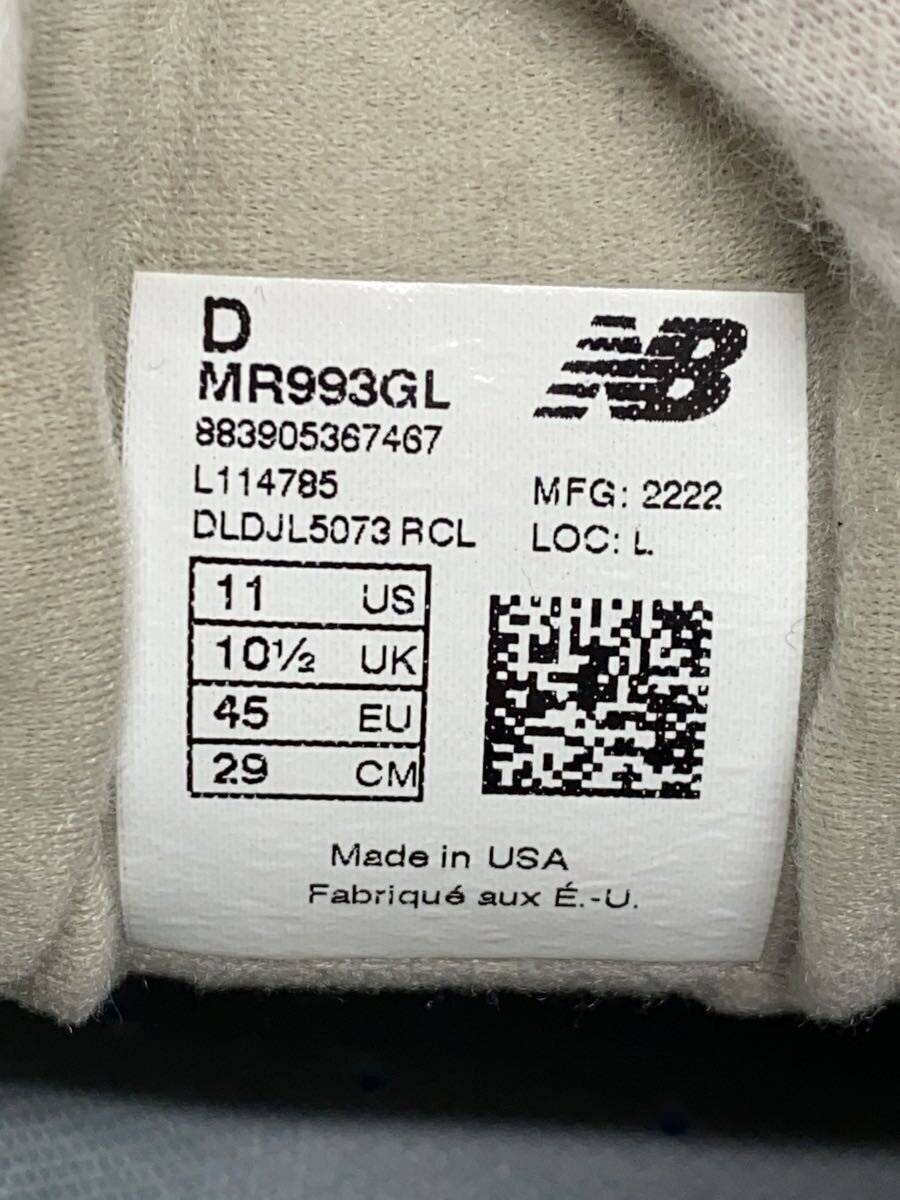 D
NB
MR993GL
883905367467
L114785
MFG: 2222
DLDJL5073 RCL
LOC: L
11 US
10½ UK
45 EU
29 CM
Made in USA
Fabriqué aux É.-U.